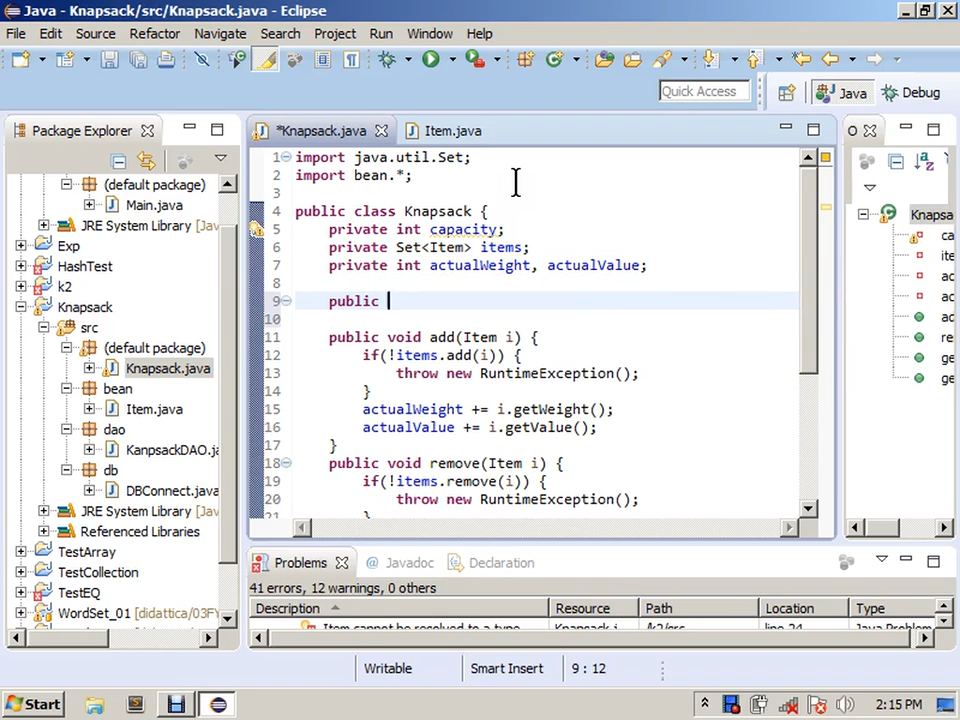 Java - Knapsack/src/Knapsack.java - Eclipse
File Edit Source Refactor Navigate Search Project Run Window Help
Quick Access
Java
Debug
Package Explorer
(default package)
Main.java
JRE System Library [Jav
Exp
HashTest
k2
Knapsack
src
(default package)
Knapsack.java
bean
Item.java
dao
KanpsackDAO.ja
db
DBConnect.java
JRE System Library [Jav
Referenced Libraries
TestArray
TestCollection
TestEQ
WordSet_01 [didattica/03FY
*Knapsack.java
Item.java
1 import java.util.Set;
2 import bean.*;
3
4 public class Knapsack {
5 private int capacity;
6 private Set<Item> items;
7 private int actualWeight, actualValue;
8
9 public
10
11 public void add(Item i) {
12 if(!items.add(i)) {
13 throw new RuntimeException();
14 }
15 actualWeight += i.getWeight();
16 actualValue += i.getValue();
17 }
18 public void remove(Item i) {
19 if(!items.remove(i)) {
20 throw new RuntimeException();
21 }
O
Knapsa
ca
ite
ac
ac
ad
re
ge
ge
Problems
@ Javadoc
Declaration
41 errors, 12 warnings, 0 others
Description Resource Path Location Type
Item cannot be resolved to a type Knapsack.j /k2/src line 24 Java Problem
Writable
Smart Insert
9 : 12
Start
2:15 PM